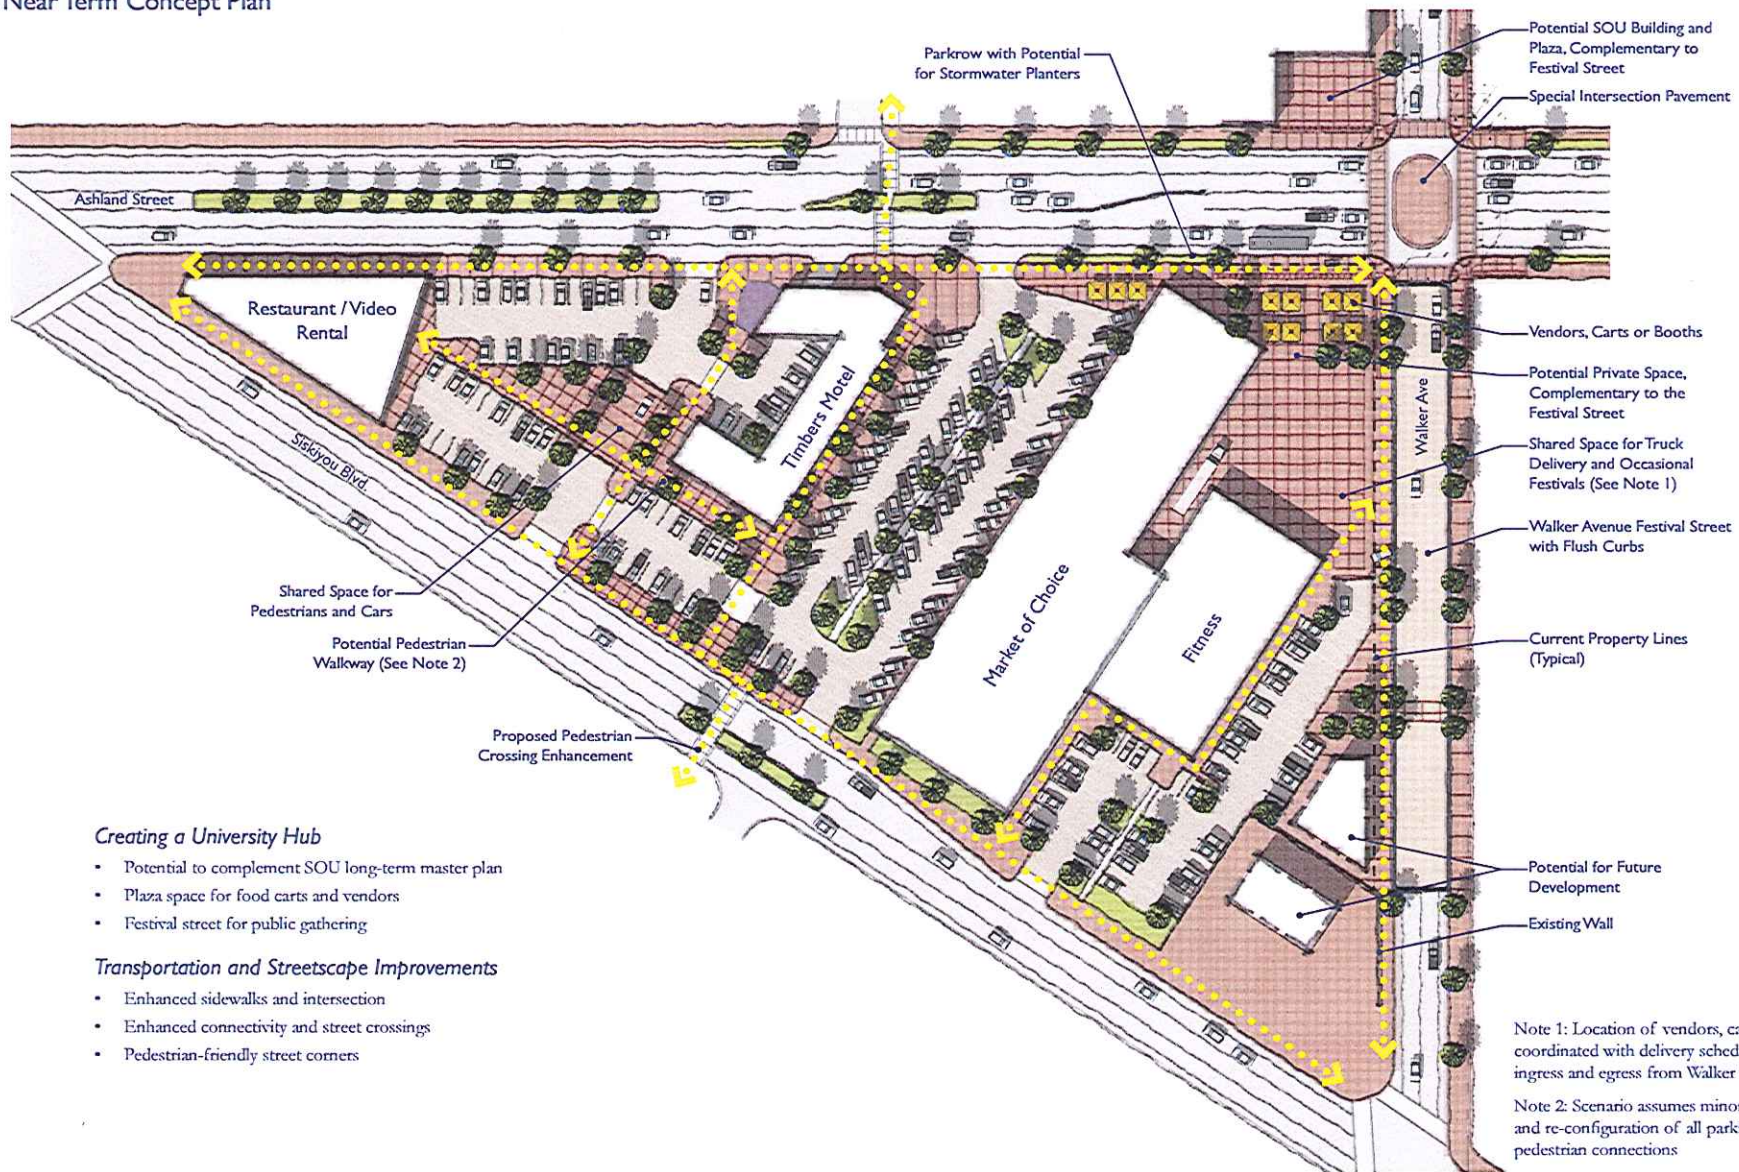 Near Term Concept Plan
Parkrow with Potential
for Stormwater Planters
Potential SOU Building and
Plaza, Complementary to
Festival Street
Special Intersection Pavement
Ashland Street
Restaurant / Video
Rental
Timbers Motel
Siskiyou Blvd.
Walker Ave
Vendors, Carts or Booths
Potential Private Space,
Complementary to the
Festival Street
Shared Space for Truck
Delivery and Occasional
Festivals (See Note 1)
Walker Avenue Festival Street
with Flush Curbs
Shared Space for
Pedestrians and Cars
Potential Pedestrian
Walkway (See Note 2)
Market of Choice
Fitness
Current Property Lines
(Typical)
Proposed Pedestrian
Crossing Enhancement
Potential for Future
Development
Existing Wall
Creating a University Hub
• Potential to complement SOU long-term master plan
• Plaza space for food carts and vendors
• Festival street for public gathering
Transportation and Streetscape Improvements
• Enhanced sidewalks and intersection
• Enhanced connectivity and street crossings
• Pedestrian-friendly street corners
Note 1: Location of vendors,
coordinated with delivery
ingress and egress from Walker
Note 2: Scenario assumes
and re-configuration of all
pedestrian connections